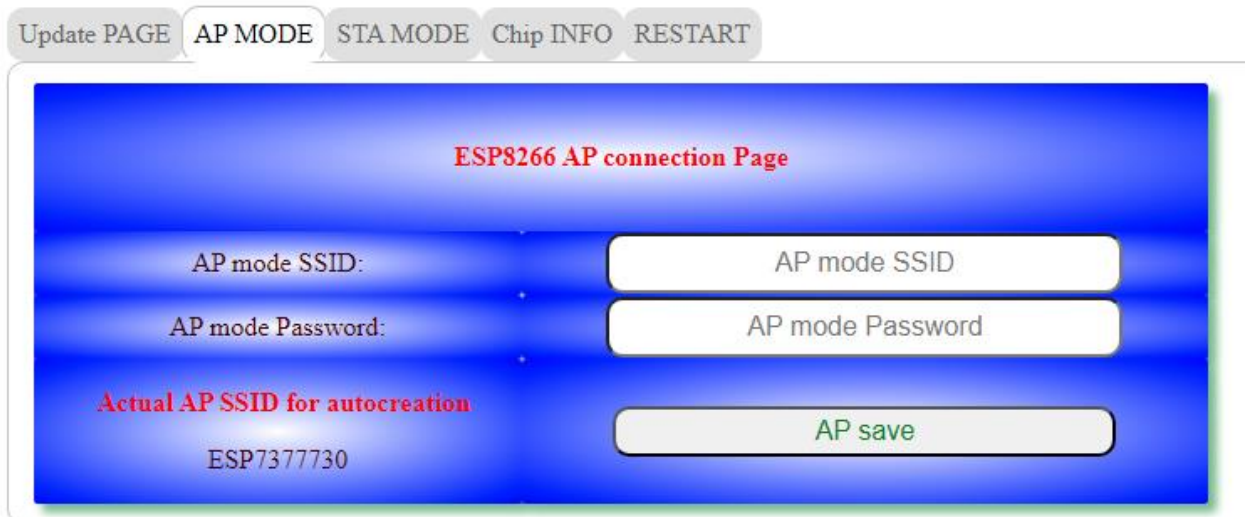 Update PAGE AP MODE STA MODE Chip INFO RESTART
ESP8266 AP connection Page
AP mode SSID: AP mode SSID
AP mode Password: AP mode Password
Actual AP SSID for autocreation
ESP7377730
AP save